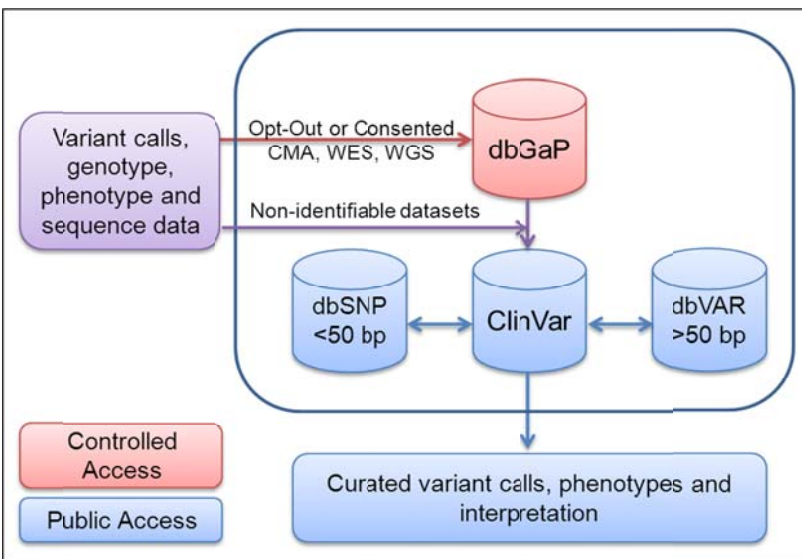 Variant calls,
genotype,
phenotype and
sequence data
Opt-Out or Consented
CMA, WES, WGS
dbGaP
Non-identifiable datasets
dbSNP
<50 bp
ClinVar
dbVAR
>50 bp
Controlled
Access
Public Access
Curated variant calls, phenotypes and
interpretation